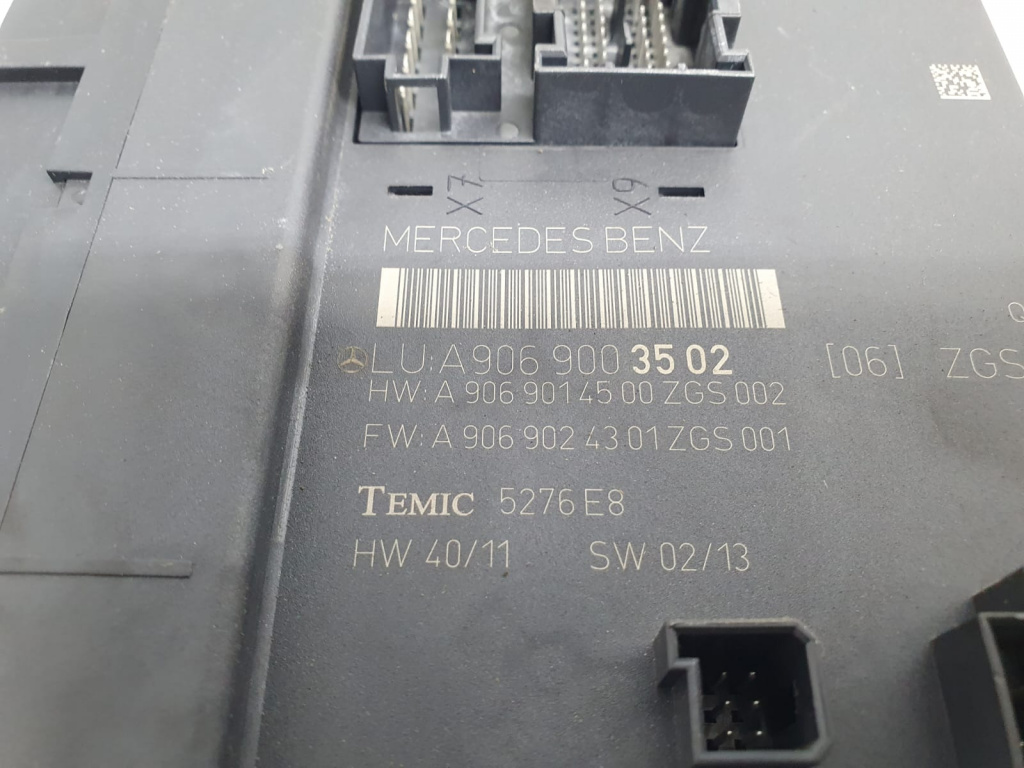 X7 X9
MERCEDES BENZ
LU: A 906 900 35 02 [06] ZGS
HW: A 906 901 45 00 ZGS 002
FW: A 906 902 43 01 ZGS 001
TEMIC 5276 E8
HW 40/11 SW 02/13